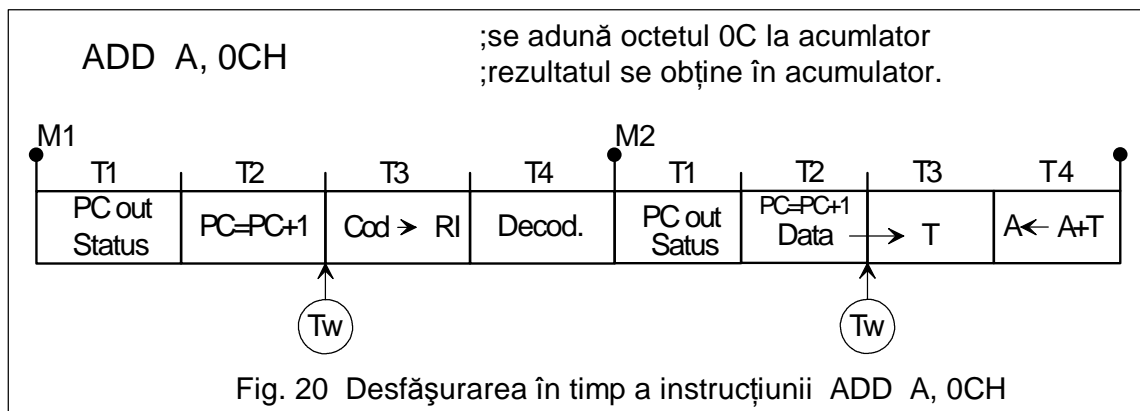 ADD A, 0CH
;se adună octetul 0C la acumlator
;rezultatul se obține în acumulator.
M1 M2
T1 T2 T3 T4 T1 T2 T3 T4
PC out Status
PC=PC+1
Cod → RI
Decod.
PC out Satus
PC=PC+1 Data → T
A← A+T
Tw Tw
Fig. 20 Desfăşurarea în timp a instrucțiunii ADD A, 0CH